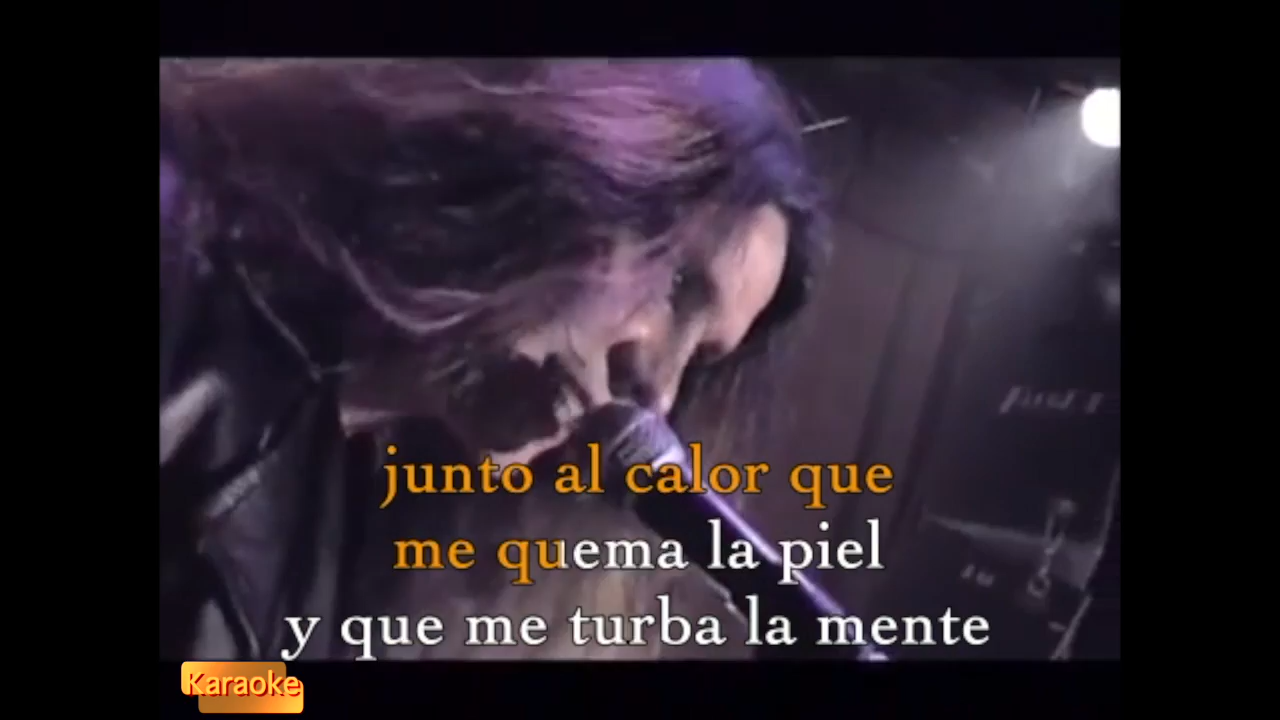 junto al calor que
me quema la piel
y que me turba la mente
Karaoke